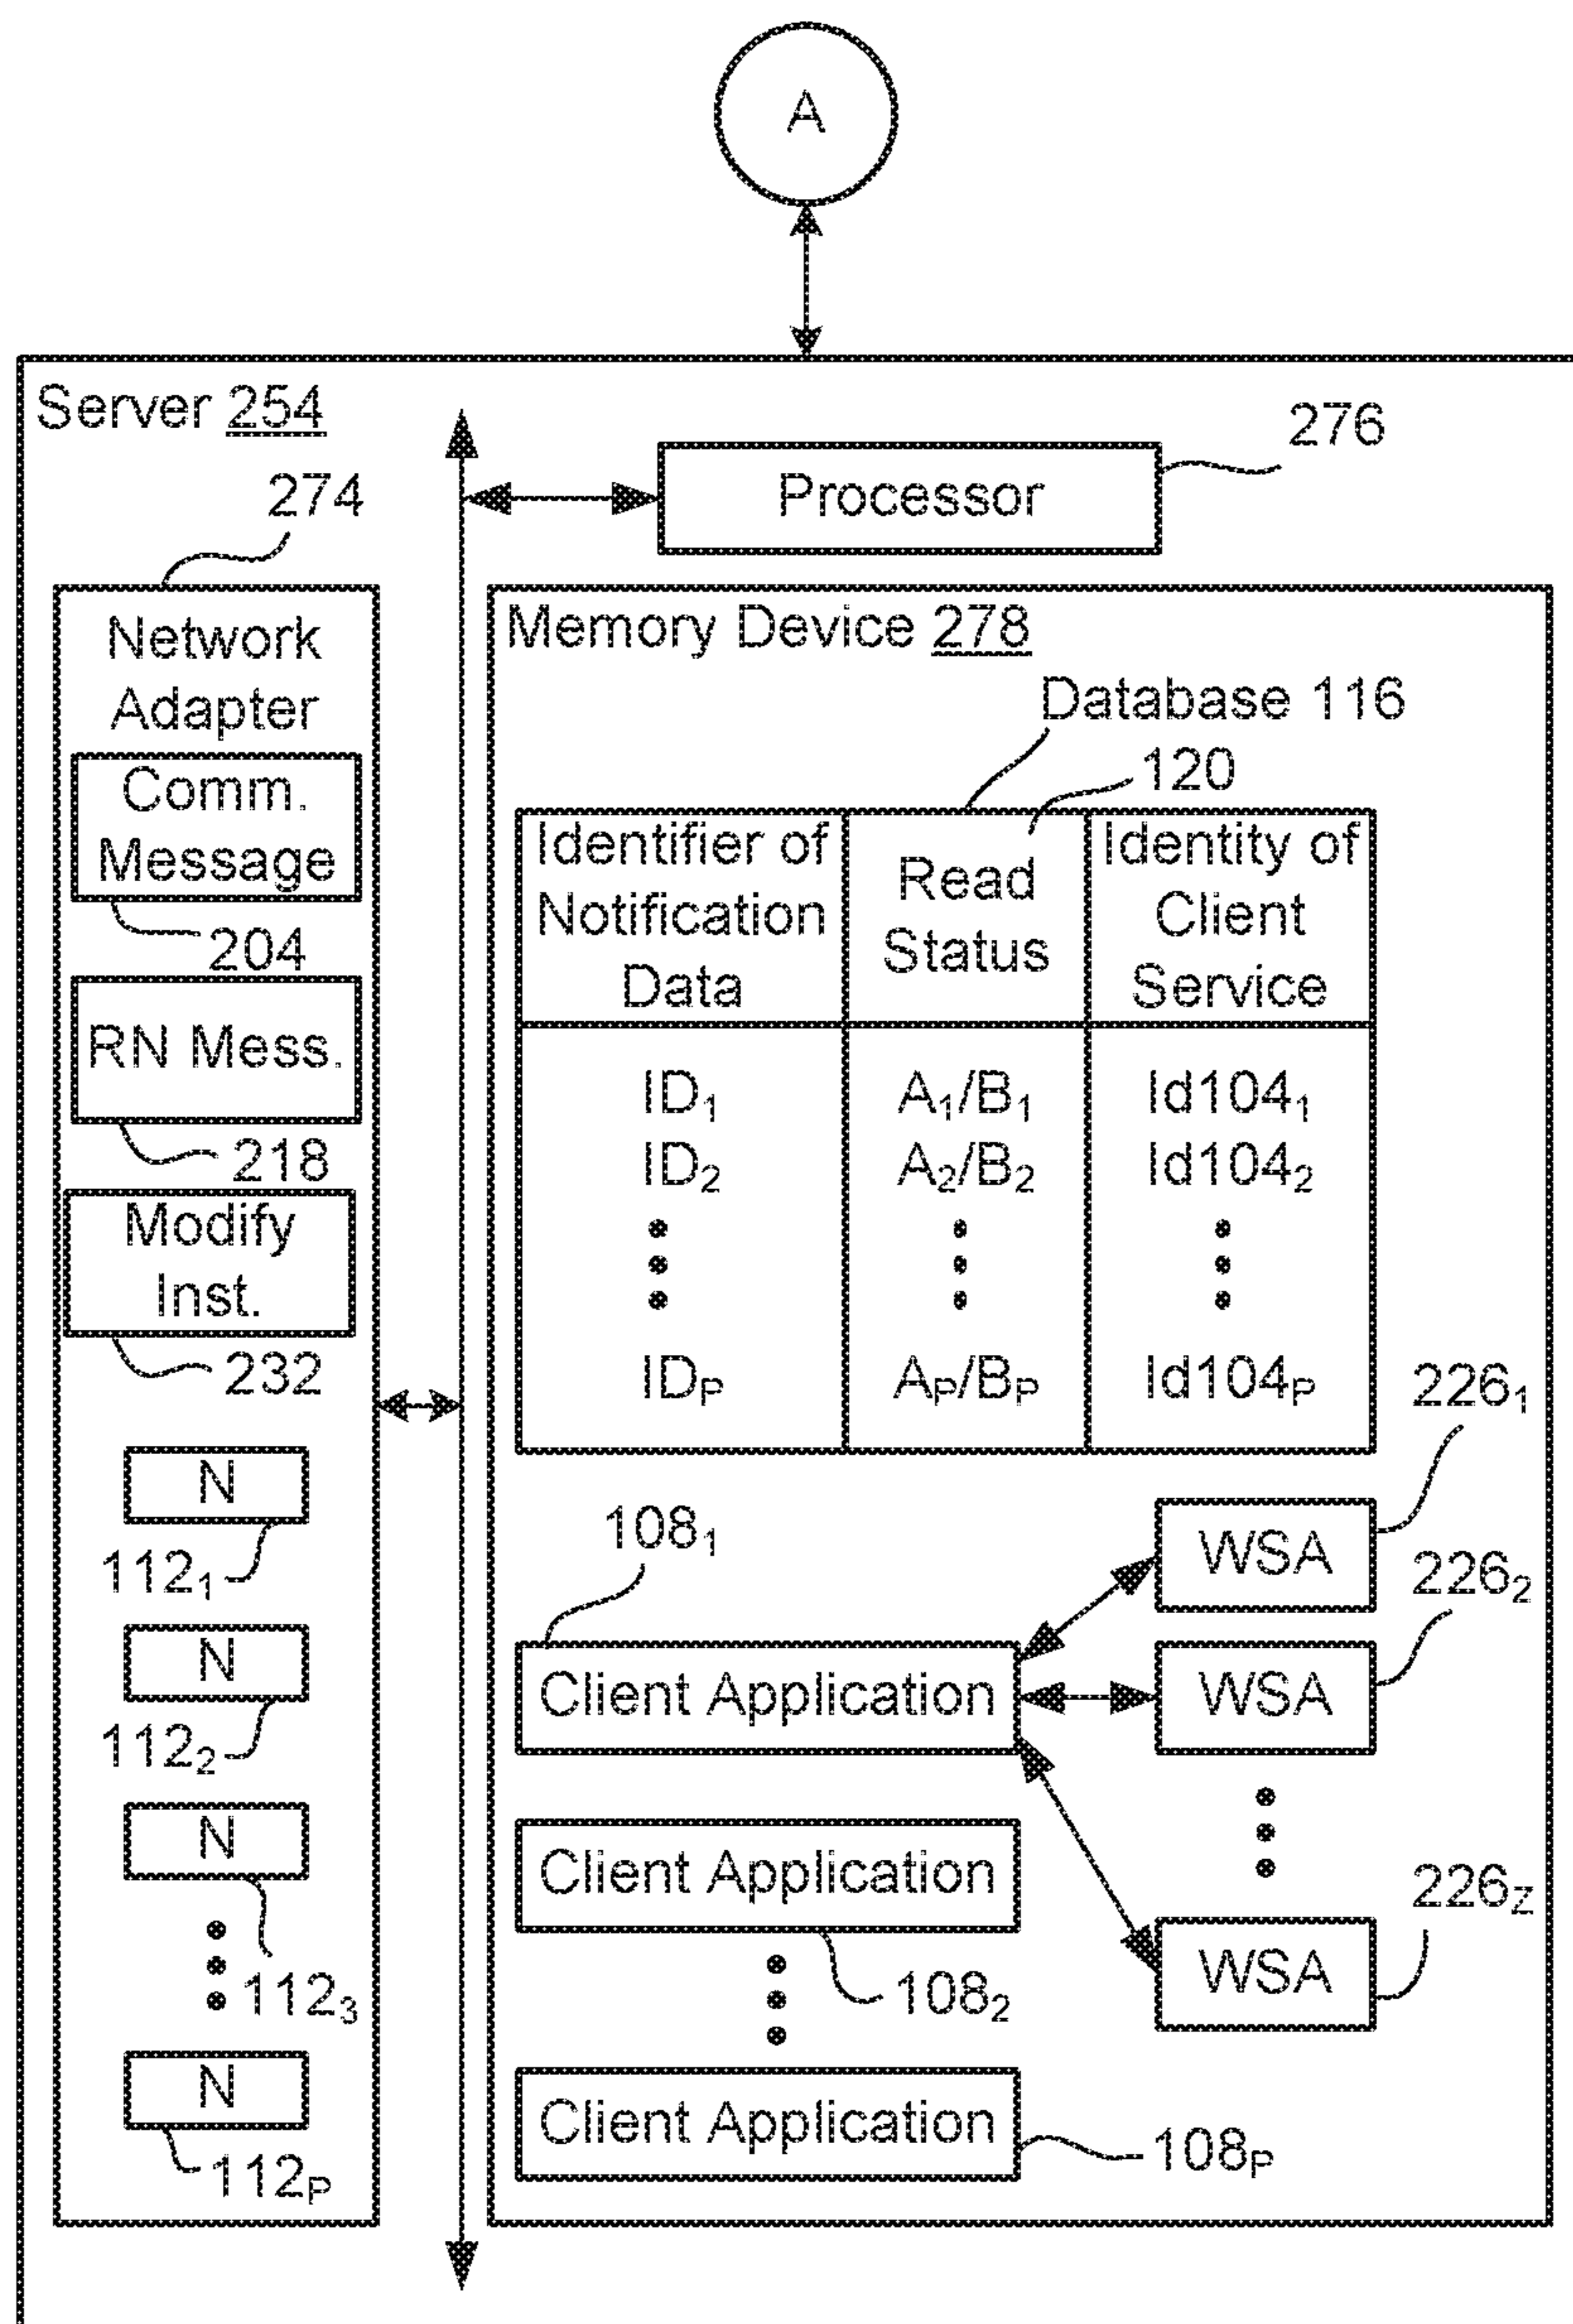 A
Server 254
276
Processor
274
Network
Adapter
Comm.
Message
204
RN Mess.
218
Modify
Inst.
232
N
112₁
N
112₂
N
112₃
N
112ₚ
Memory Device 278
Database 116
120
Identifier of
Notification
Data
Read
Status
Identity of
Client
Service
ID₁ A₁/B₁ Id104₁
ID₂ A₂/B₂ Id104₂
IDₚ Aₚ/Bₚ Id104ₚ
108₁
Client Application
WSA
226₁
WSA
226₂
WSA
226_Z
Client Application
108₂
Client Application
108ₚ